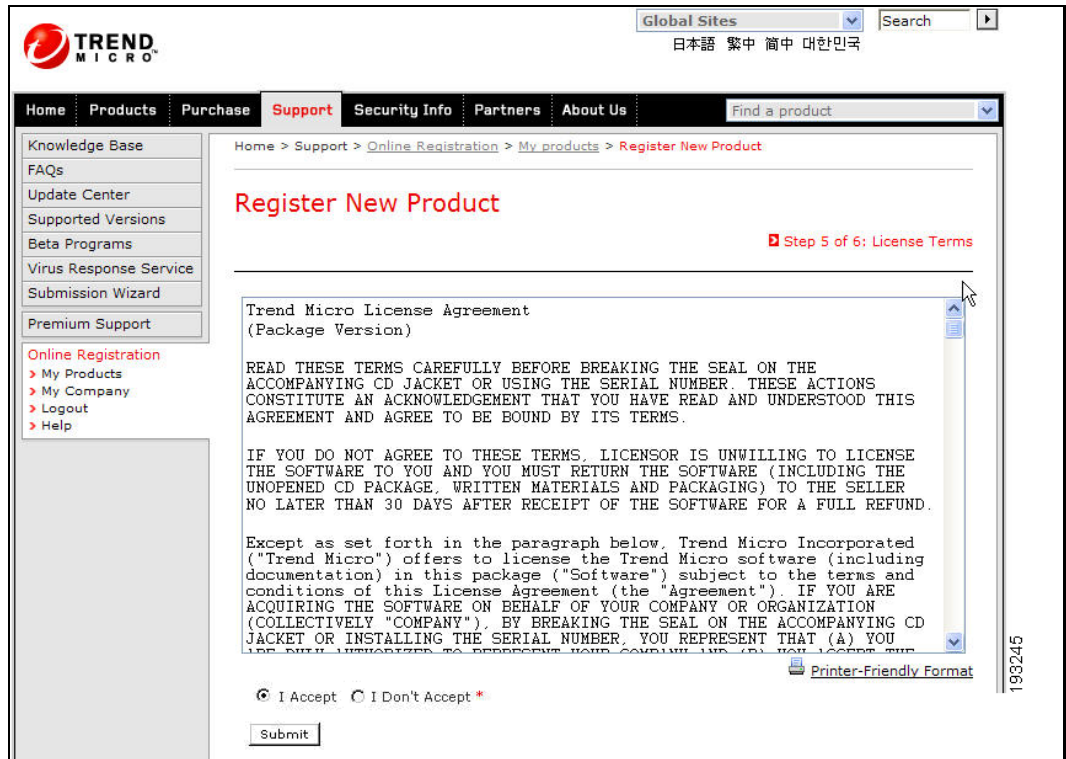 Global Sites
Search
日本語 繁中 简中 대한민국
TREND
MICRO™
Home Products Purchase Support Security Info Partners About Us
Find a product
Knowledge Base
FAQs
Update Center
Supported Versions
Beta Programs
Virus Response Service
Submission Wizard
Premium Support
Online Registration
My Products
My Company
Logout
Help
Home > Support > Online Registration > My products > Register New Product
Register New Product
Step 5 of 6: License Terms
Trend Micro License Agreement
(Package Version)
READ THESE TERMS CAREFULLY BEFORE BREAKING THE SEAL ON THE
ACCOMPANYING CD JACKET OR USING THE SERIAL NUMBER. THESE ACTIONS
CONSTITUTE AN ACKNOWLEDGEMENT THAT YOU HAVE READ AND UNDERSTOOD THIS
AGREEMENT AND AGREE TO BE BOUND BY ITS TERMS.
IF YOU DO NOT AGREE TO THESE TERMS, LICENSOR IS UNWILLING TO LICENSE
THE SOFTWARE TO YOU AND YOU MUST RETURN THE SOFTWARE (INCLUDING THE
UNOPENED CD PACKAGE, WRITTEN MATERIALS AND PACKAGING) TO THE SELLER
NO LATER THAN 30 DAYS AFTER RECEIPT OF THE SOFTWARE FOR A FULL REFUND.
Except as set forth in the paragraph below, Trend Micro Incorporated
("Trend Micro") offers to license the Trend Micro software (including
documentation) in this package ("Software") subject to the terms and
conditions of this License Agreement (the "Agreement"). IF YOU ARE
ACQUIRING THE SOFTWARE ON BEHALF OF YOUR COMPANY OR ORGANIZATION
(COLLECTIVELY "COMPANY"), BY BREAKING THE SEAL ON THE ACCOMPANYING CD
JACKET OR INSTALLING THE SERIAL NUMBER, YOU REPRESENT THAT (A) YOU
ARE DULY AUTHORIZED TO REPRESENT YOUR COMPANY AND (B) YOU ACCEPT THE
Printer-Friendly Format
I Accept I Don't Accept *
Submit
193245